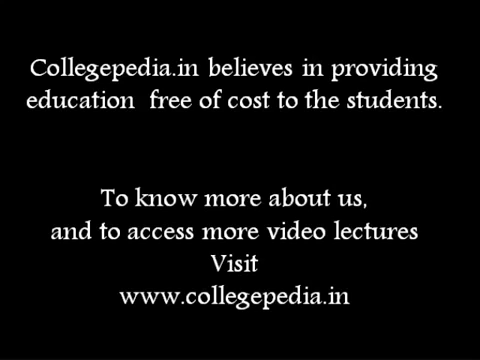 Collegepedia.in believes in providing
education free of cost to the students.
To know more about us,
and to access more video lectures
Visit
www.collegepedia.in